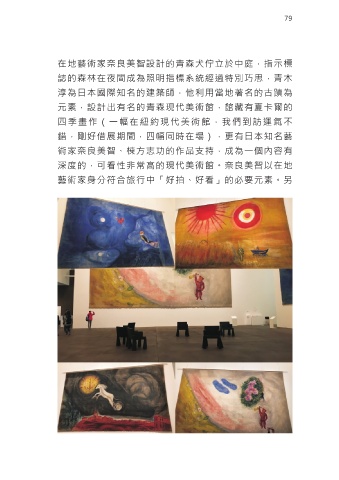 79
在地藝術家奈良美智設計的青森犬佇立於中庭，指示標
誌的森林在夜間成為照明指標系統經過特別巧思，青木
淳為日本國際知名的建築師，他利用當地著名的古蹟為
元素，設計出有名的青森現代美術館，館藏有夏卡爾的
四季畫作（一幅在紐約現代美術館，我們到訪運氣不
錯，剛好借展期間，四幅同時在場），更有日本知名藝
術家奈良美智、棟方志功的作品支持，成為一個內容有
深度的，可看性非常高的現代美術館。奈良美智以在地
藝術家身分符合旅行中「好拍、好看」的必要元素。另